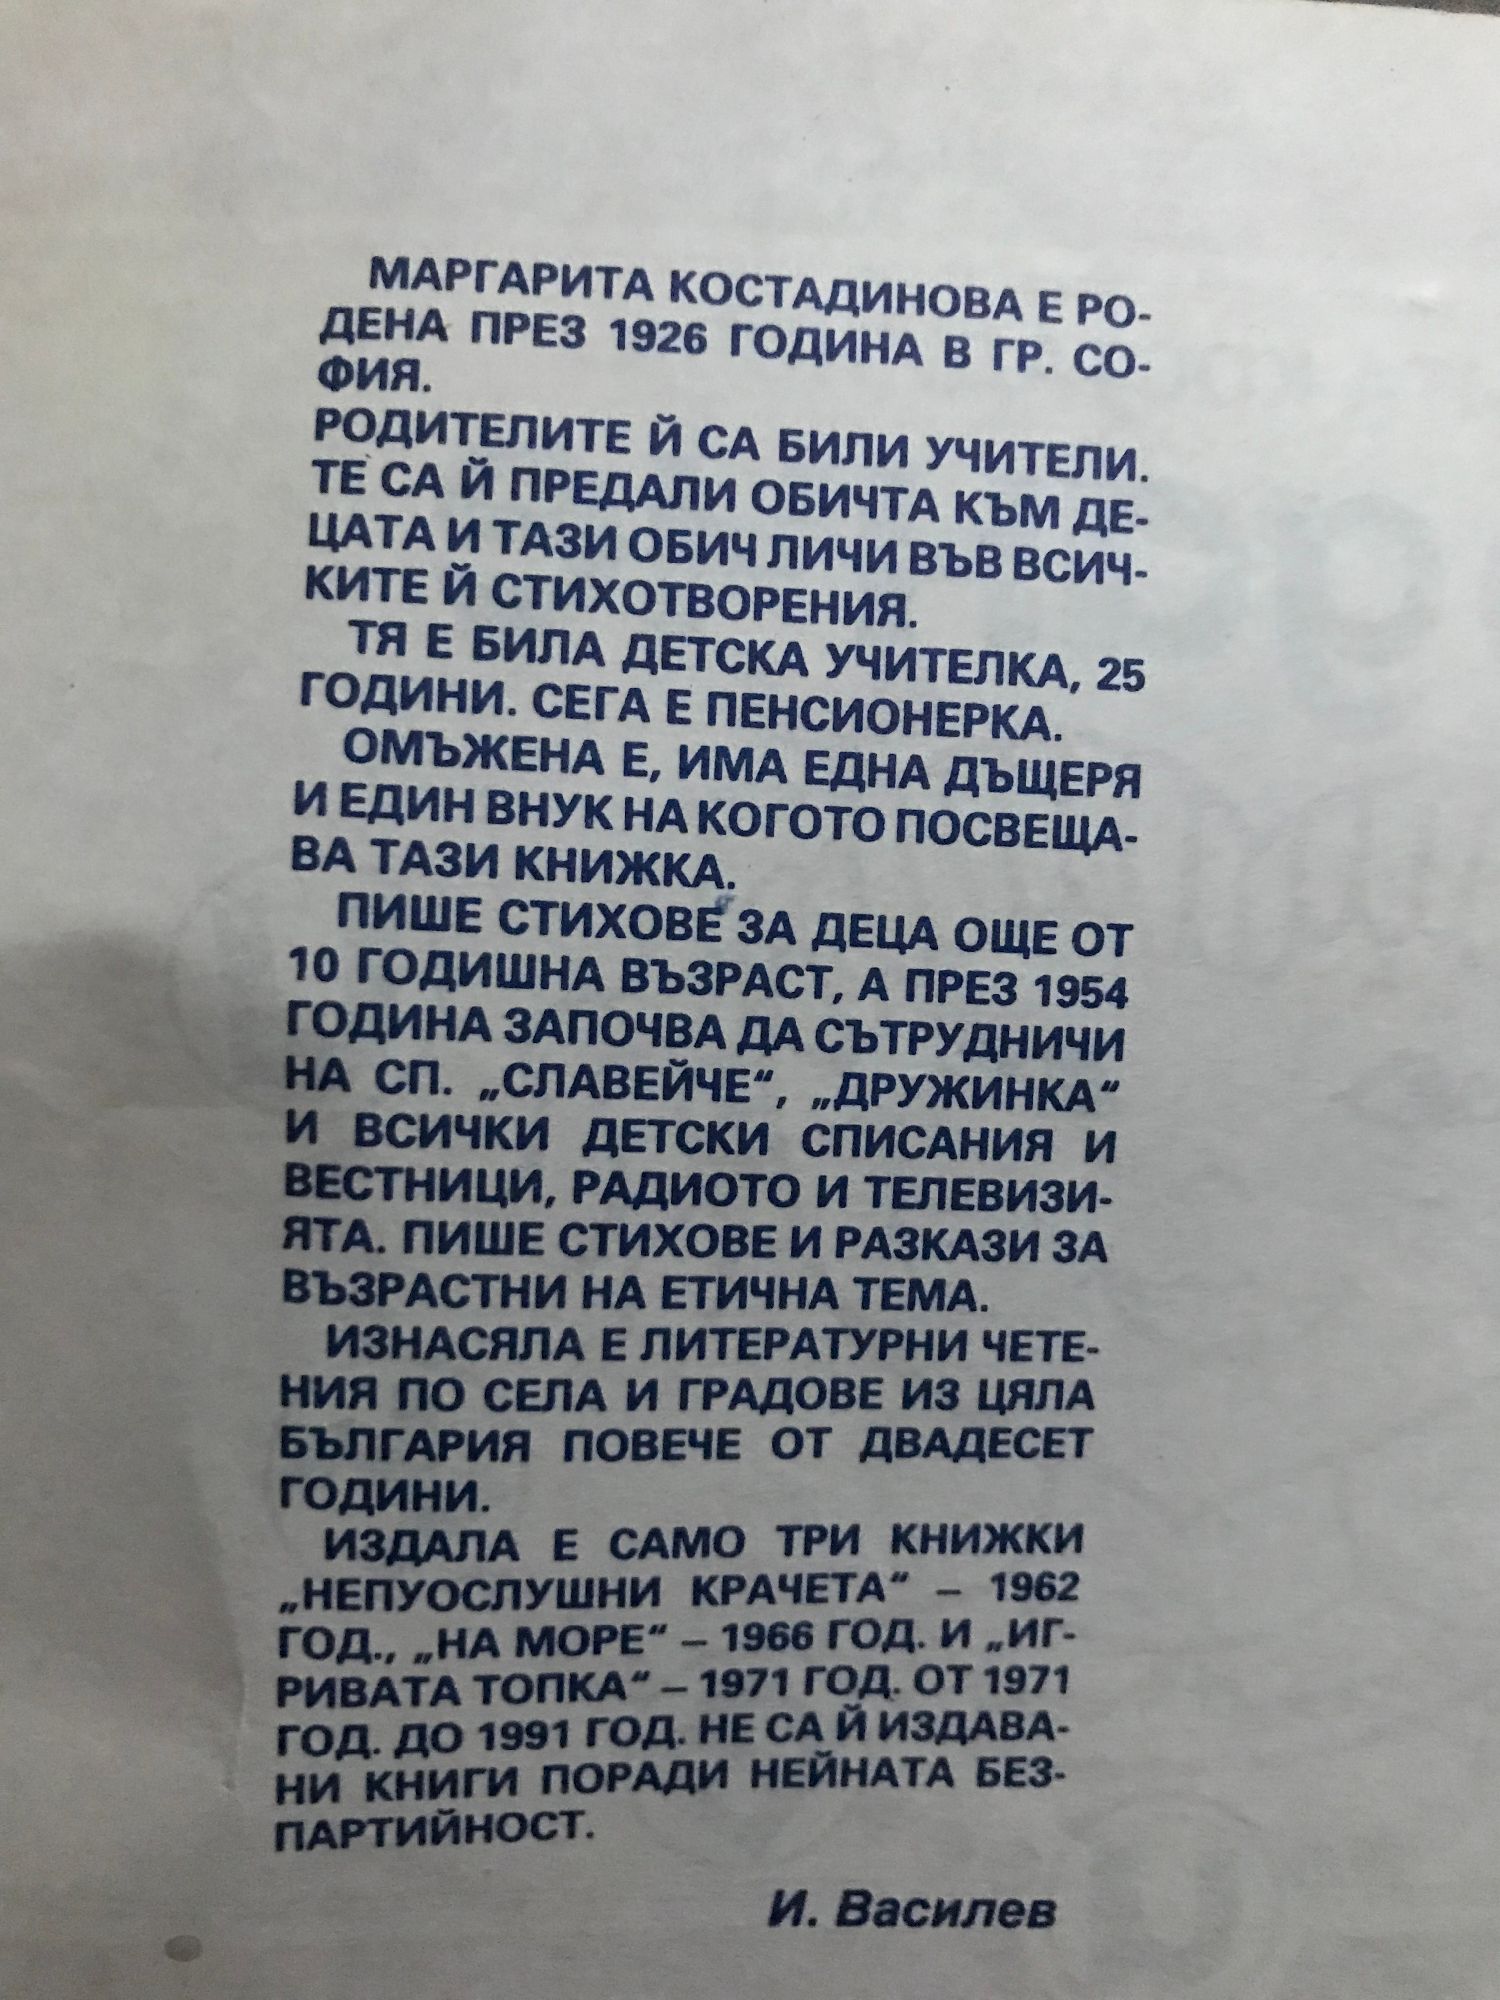 МАРГАРИТА КОСТАДИНОВА Е РО-
ДЕНА ПРЕЗ 1926 ГОДИНА В ГР. СО-
ФИЯ.
РОДИТЕЛИТЕ Й СА БИЛИ УЧИТЕЛИ.
ТЕ СА Й ПРЕДАЛИ ОБИЧТА КЪМ ДЕ-
ЦАТА И ТАЗИ ОБИЧ ЛИЧИ ВЪВ ВСИЧ-
КИТЕ Й СТИХОТВОРЕНИЯ.
ТЯ Е БИЛА ДЕТСКА УЧИТЕЛКА, 25
ГОДИНИ. СЕГА Е ПЕНСИОНЕРКА.
ОМЪЖЕНА Е, ИМА ЕДНА ДЪЩЕРЯ
И ЕДИН ВНУК НА КОГОТО ПОСВЕЩА-
ВА ТАЗИ КНИЖКА.
ПИШЕ СТИХОВЕ ЗА ДЕЦА ОЩЕ ОТ
10 ГОДИШНА ВЪЗРАСТ, А ПРЕЗ 1954
ГОДИНА ЗАПОЧВА ДА СЪТРУДНИЧИ
НА СП. „СЛАВЕЙЧЕ“, „ДРУЖИНКА“
И ВСИЧКИ ДЕТСКИ СПИСАНИЯ И
ВЕСТНИЦИ, РАДИОТО И ТЕЛЕВИЗИ-
ЯТА. ПИШЕ СТИХОВЕ И РАЗКАЗИ ЗА
ВЪЗРАСТНИ НА ЕТИЧНА ТЕМА.
ИЗНАСЯЛА Е ЛИТЕРАТУРНИ ЧЕТЕ-
НИЯ ПО СЕЛА И ГРАДОВЕ ИЗ ЦЯЛА
БЪЛГАРИЯ ПОВЕЧЕ ОТ ДВАДЕСЕТ
ГОДИНИ.
ИЗДАЛА Е САМО ТРИ КНИЖКИ
„НЕПУОСЛУШНИ КРАЧЕТА“ – 1962
ГОД., „НА МОРЕ“ – 1966 ГОД. И „ИГ-
РИВАТА ТОПКА“ – 1971 ГОД. ОТ 1971
ГОД. ДО 1991 ГОД. НЕ СА Й ИЗДАВА-
НИ КНИГИ ПОРАДИ НЕЙНАТА БЕЗ-
ПАРТИЙНОСТ.
И. Василев